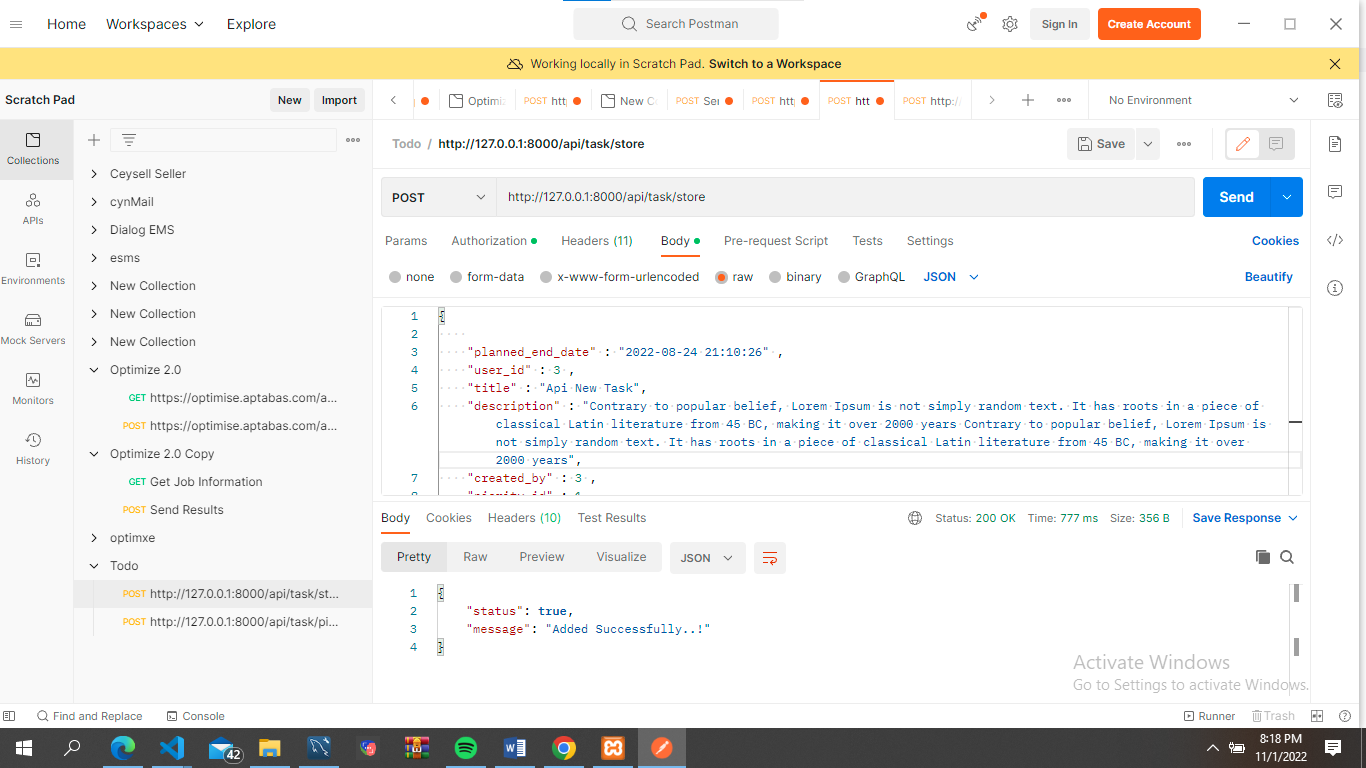 Home Workspaces Explore Search Postman Sign In Create Account
Working locally in Scratch Pad. Switch to a Workspace
Scratch Pad New Import
Optimi POST htt New C POST Ser POST htt POST htt POST http:/ No Environment
Collections
APIs
Environments
Mock Servers
Monitors
History
Ceysell Seller
cynMail
Dialog EMS
esms
New Collection
New Collection
New Collection
Optimize 2.0
GET https://optimise.aptabas.com/a...
POST https://optimise.aptabas.com/a...
Optimize 2.0 Copy
GET Get Job Information
POST Send Results
optimxe
Todo
POST http://127.0.0.1:8000/api/task/st...
POST http://127.0.0.1:8000/api/task/pi...
Todo / http://127.0.0.1:8000/api/task/store Save
POST http://127.0.0.1:8000/api/task/store Send
Params Authorization Headers (11) Body Pre-request Script Tests Settings Cookies
none form-data x-www-form-urlencoded raw binary GraphQL JSON Beautify
1 {
2
3 "planned_end_date" : "2022-08-24 21:10:26" ,
4 "user_id" : 3 ,
5 "title" : "Api New Task",
6 "description" : "Contrary to popular belief, Lorem Ipsum is not simply random text. It has roots in a piece of
classical Latin literature from 45 BC, making it over 2000 years Contrary to popular belief, Lorem Ipsum is
not simply random text. It has roots in a piece of classical Latin literature from 45 BC, making it over
2000 years",
7 "created_by" : 3 ,
Body Cookies Headers (10) Test Results Status: 200 OK Time: 777 ms Size: 356 B Save Response
Pretty Raw Preview Visualize JSON
1 {
2 "status": true,
3 "message": "Added Successfully..!"
4 }
Activate Windows
Go to Settings to activate Windows.
Find and Replace Console Runner Trash
42
8:18 PM
11/1/2022